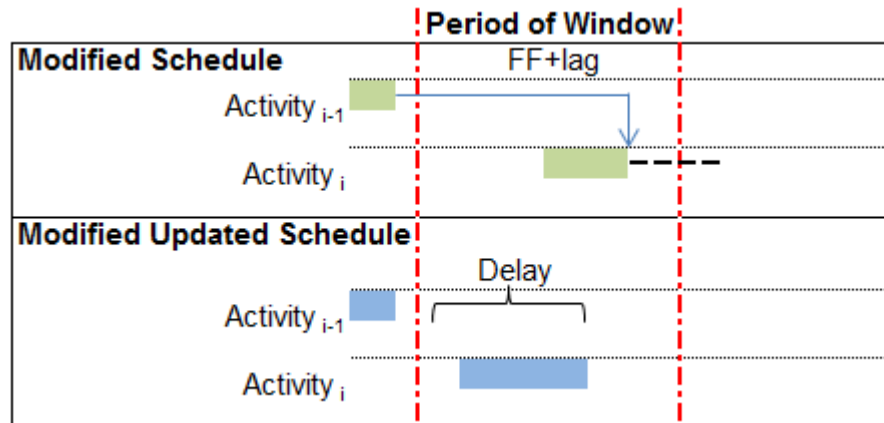 Period of Window
Modified Schedule
FF+lag
Activity i-1
Activity i
Modified Updated Schedule
Delay
Activity i-1
Activity i